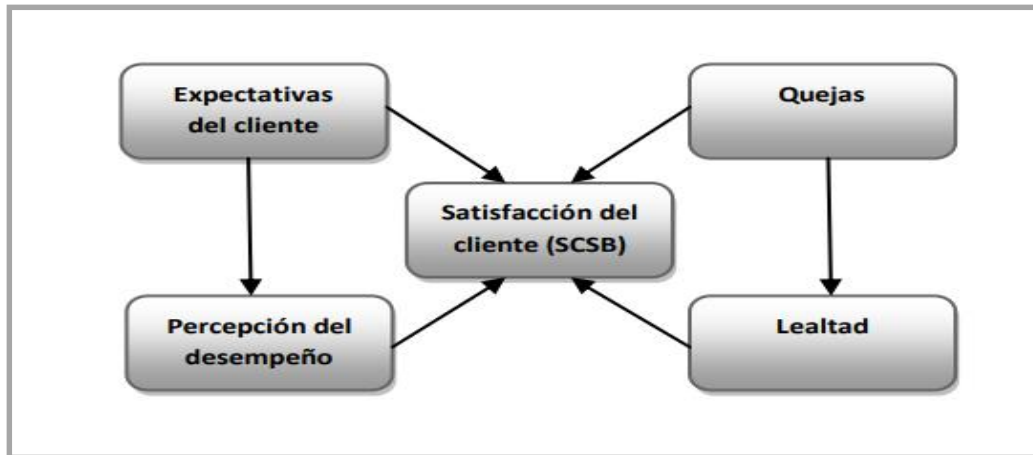 Expectativas
del cliente
Quejas
Satisfacción del
cliente (SCSB)
Percepción del
desempeño
Lealtad